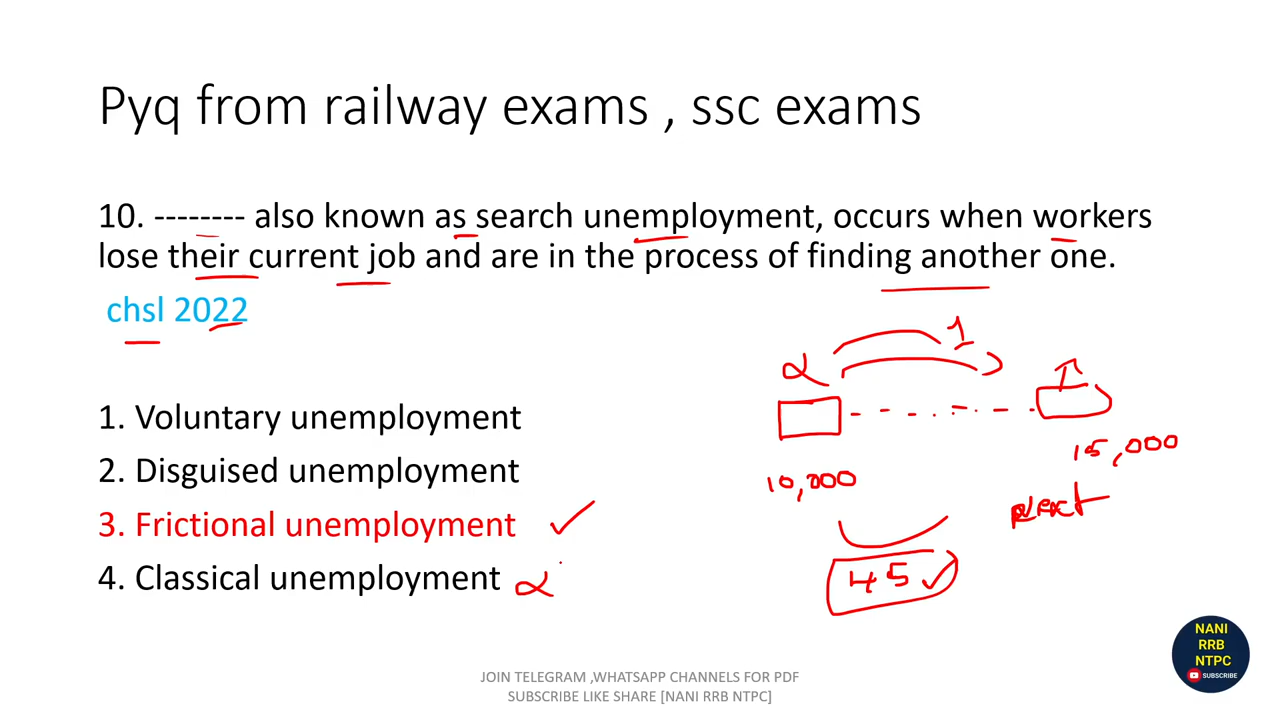 Pyq from railway exams , ssc exams
10. -------- also known as search unemployment, occurs when workers
lose their current job and are in the process of finding another one.
chsl 2022
1. Voluntary unemployment
2. Disguised unemployment
3. Frictional unemployment
4. Classical unemployment
1
10,000
15,000
45
NANI
RRB
NTPC
SUBSCRIBE
JOIN TELEGRAM ,WHATSAPP CHANNELS FOR PDF
SUBSCRIBE LIKE SHARE [NANI RRB NTPC]